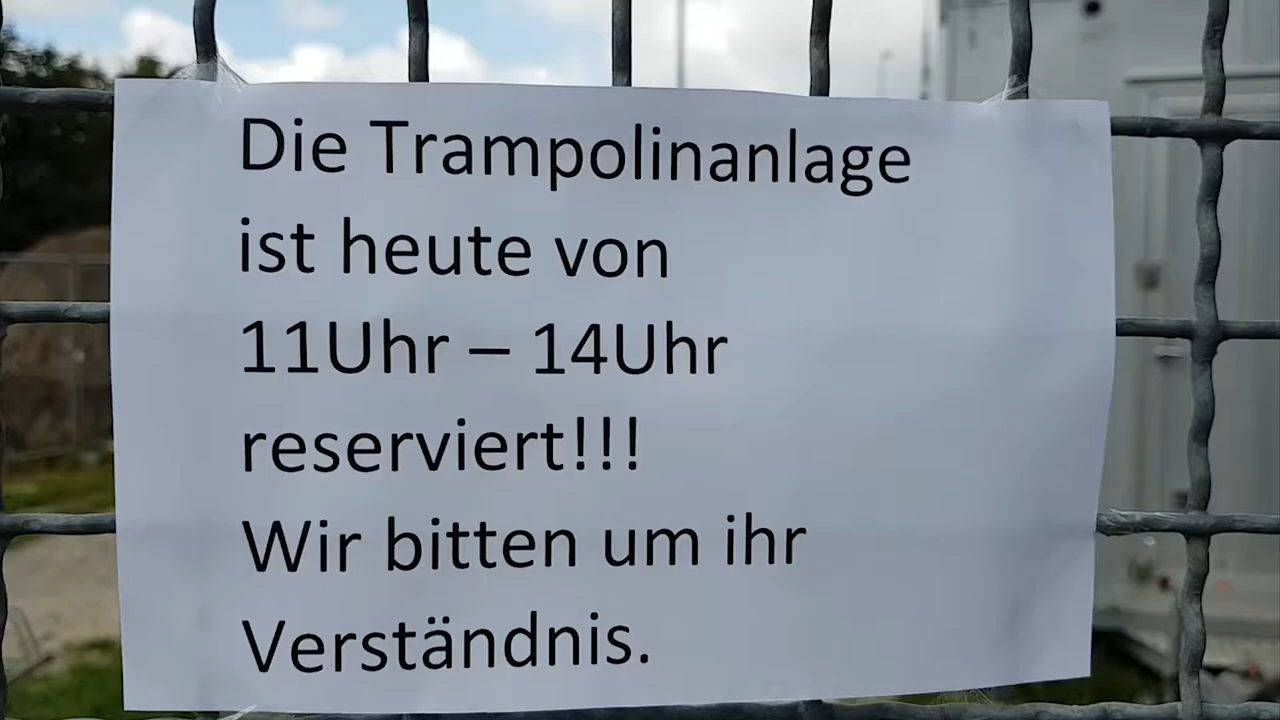 Die Trampolinanlage
ist heute von
11Uhr – 14Uhr
reserviert!!!
Wir bitten um ihr
Verständnis.